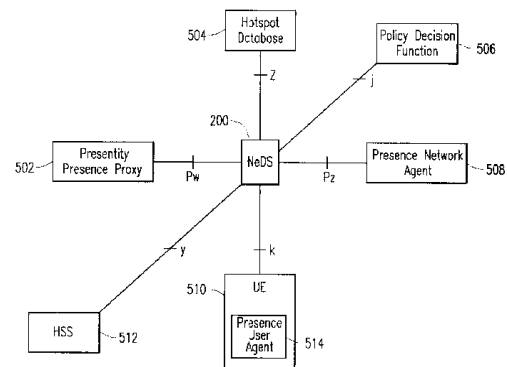 504
Hotspot
Dctobase
Policy Decision
Function
506
Z
j
200
NeDS
502
Presentity
Presence Proxy
Pw
Pz
Presence Network
Agent
508
y
k
510
UE
Presence
User
Agent
514
HSS
512